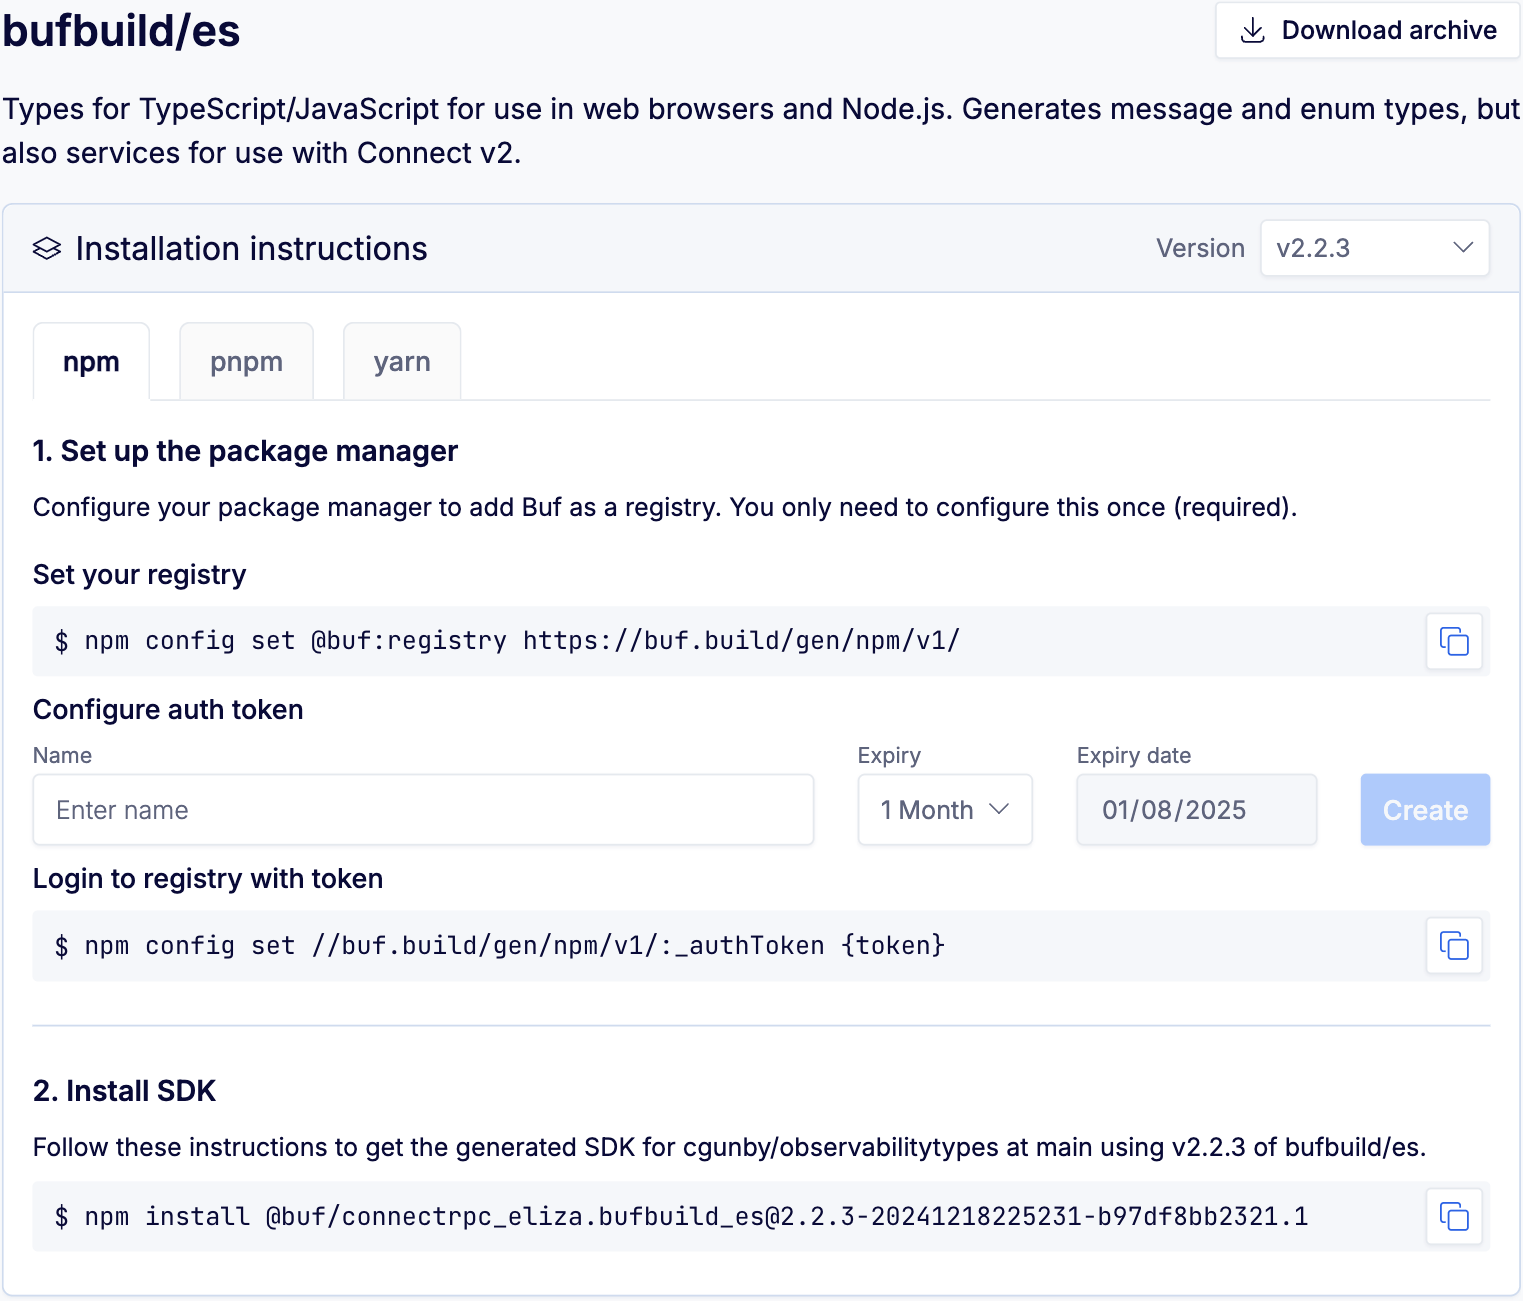 bufbuild/es
Download archive
Types for TypeScript/JavaScript for use in web browsers and Node.js. Generates message and enum types, but
also services for use with Connect v2.
Installation instructions
Version
v2.2.3
npm
pnpm
yarn
1. Set up the package manager
Configure your package manager to add Buf as a registry. You only need to configure this once (required).
Set your registry
$ npm config set @buf:registry https://buf.build/gen/npm/v1/
Configure auth token
Name
Expiry
Expiry date
Enter name
1 Month
01/08/2025
Create
Login to registry with token
$ npm config set //buf.build/gen/npm/v1/:_authToken {token}
2. Install SDK
Follow these instructions to get the generated SDK for cgunby/observabilitytypes at main using v2.2.3 of bufbuild/es.
$ npm install @buf/connectrpc_eliza.bufbuild_es@2.2.3-20241218225231-b97df8bb2321.1